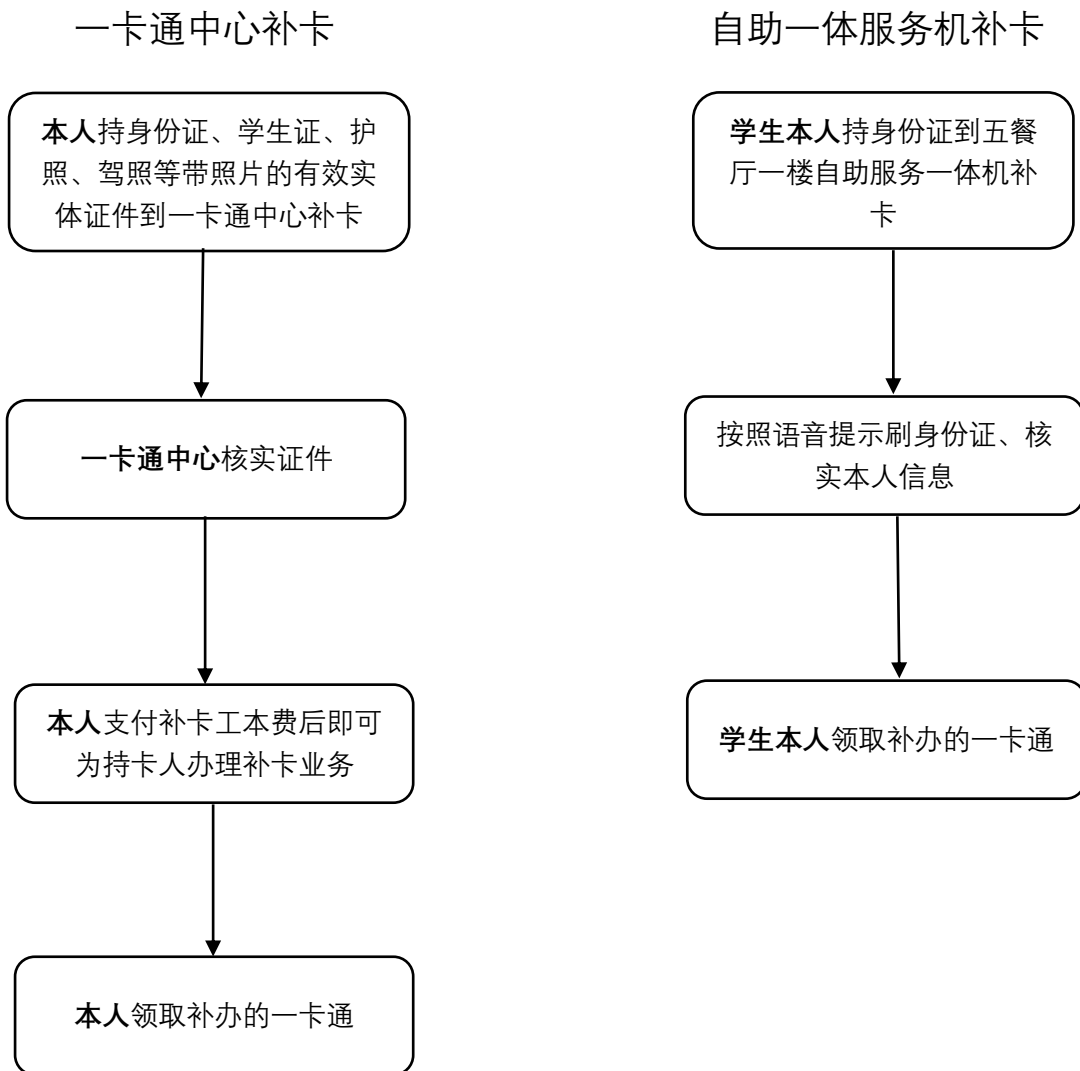 一卡通中心补卡
本人持身份证、学生证、护
照、驾照等带照片的有效实
体证件到一卡通中心补卡
一卡通中心核实证件
本人支付补卡工本费后即可
为持卡人办理补卡业务
本人领取补办的一卡通
自助一体服务机补卡
学生本人持身份证到五餐
厅一楼自助服务一体机补
卡
按照语音提示刷身份证、核
实本人信息
学生本人领取补办的一卡通